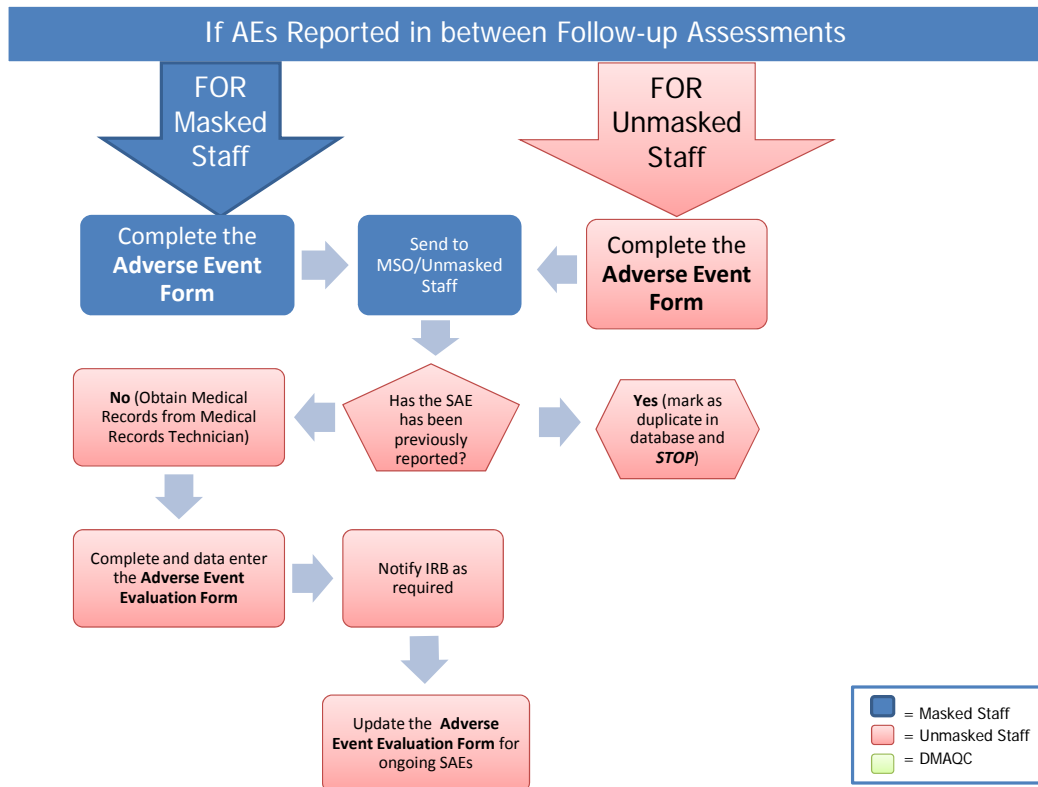 If AEs Reported in between Follow-up Assessments
FOR
Masked
Staff
FOR
Unmasked
Staff
Complete the
Adverse Event
Form
Send to
MSO/Unmasked
Staff
Complete the
Adverse Event
Form
No (Obtain Medical
Records from Medical
Records Technician)
Has the SAE
has been
previously
reported?
Yes (mark as
duplicate in
database and
STOP)
Complete and data enter
the Adverse Event
Evaluation Form
Notify IRB as
required
Update the Adverse
Event Evaluation Form for
ongoing SAEs
= Masked Staff
= Unmasked Staff
= DMAQC